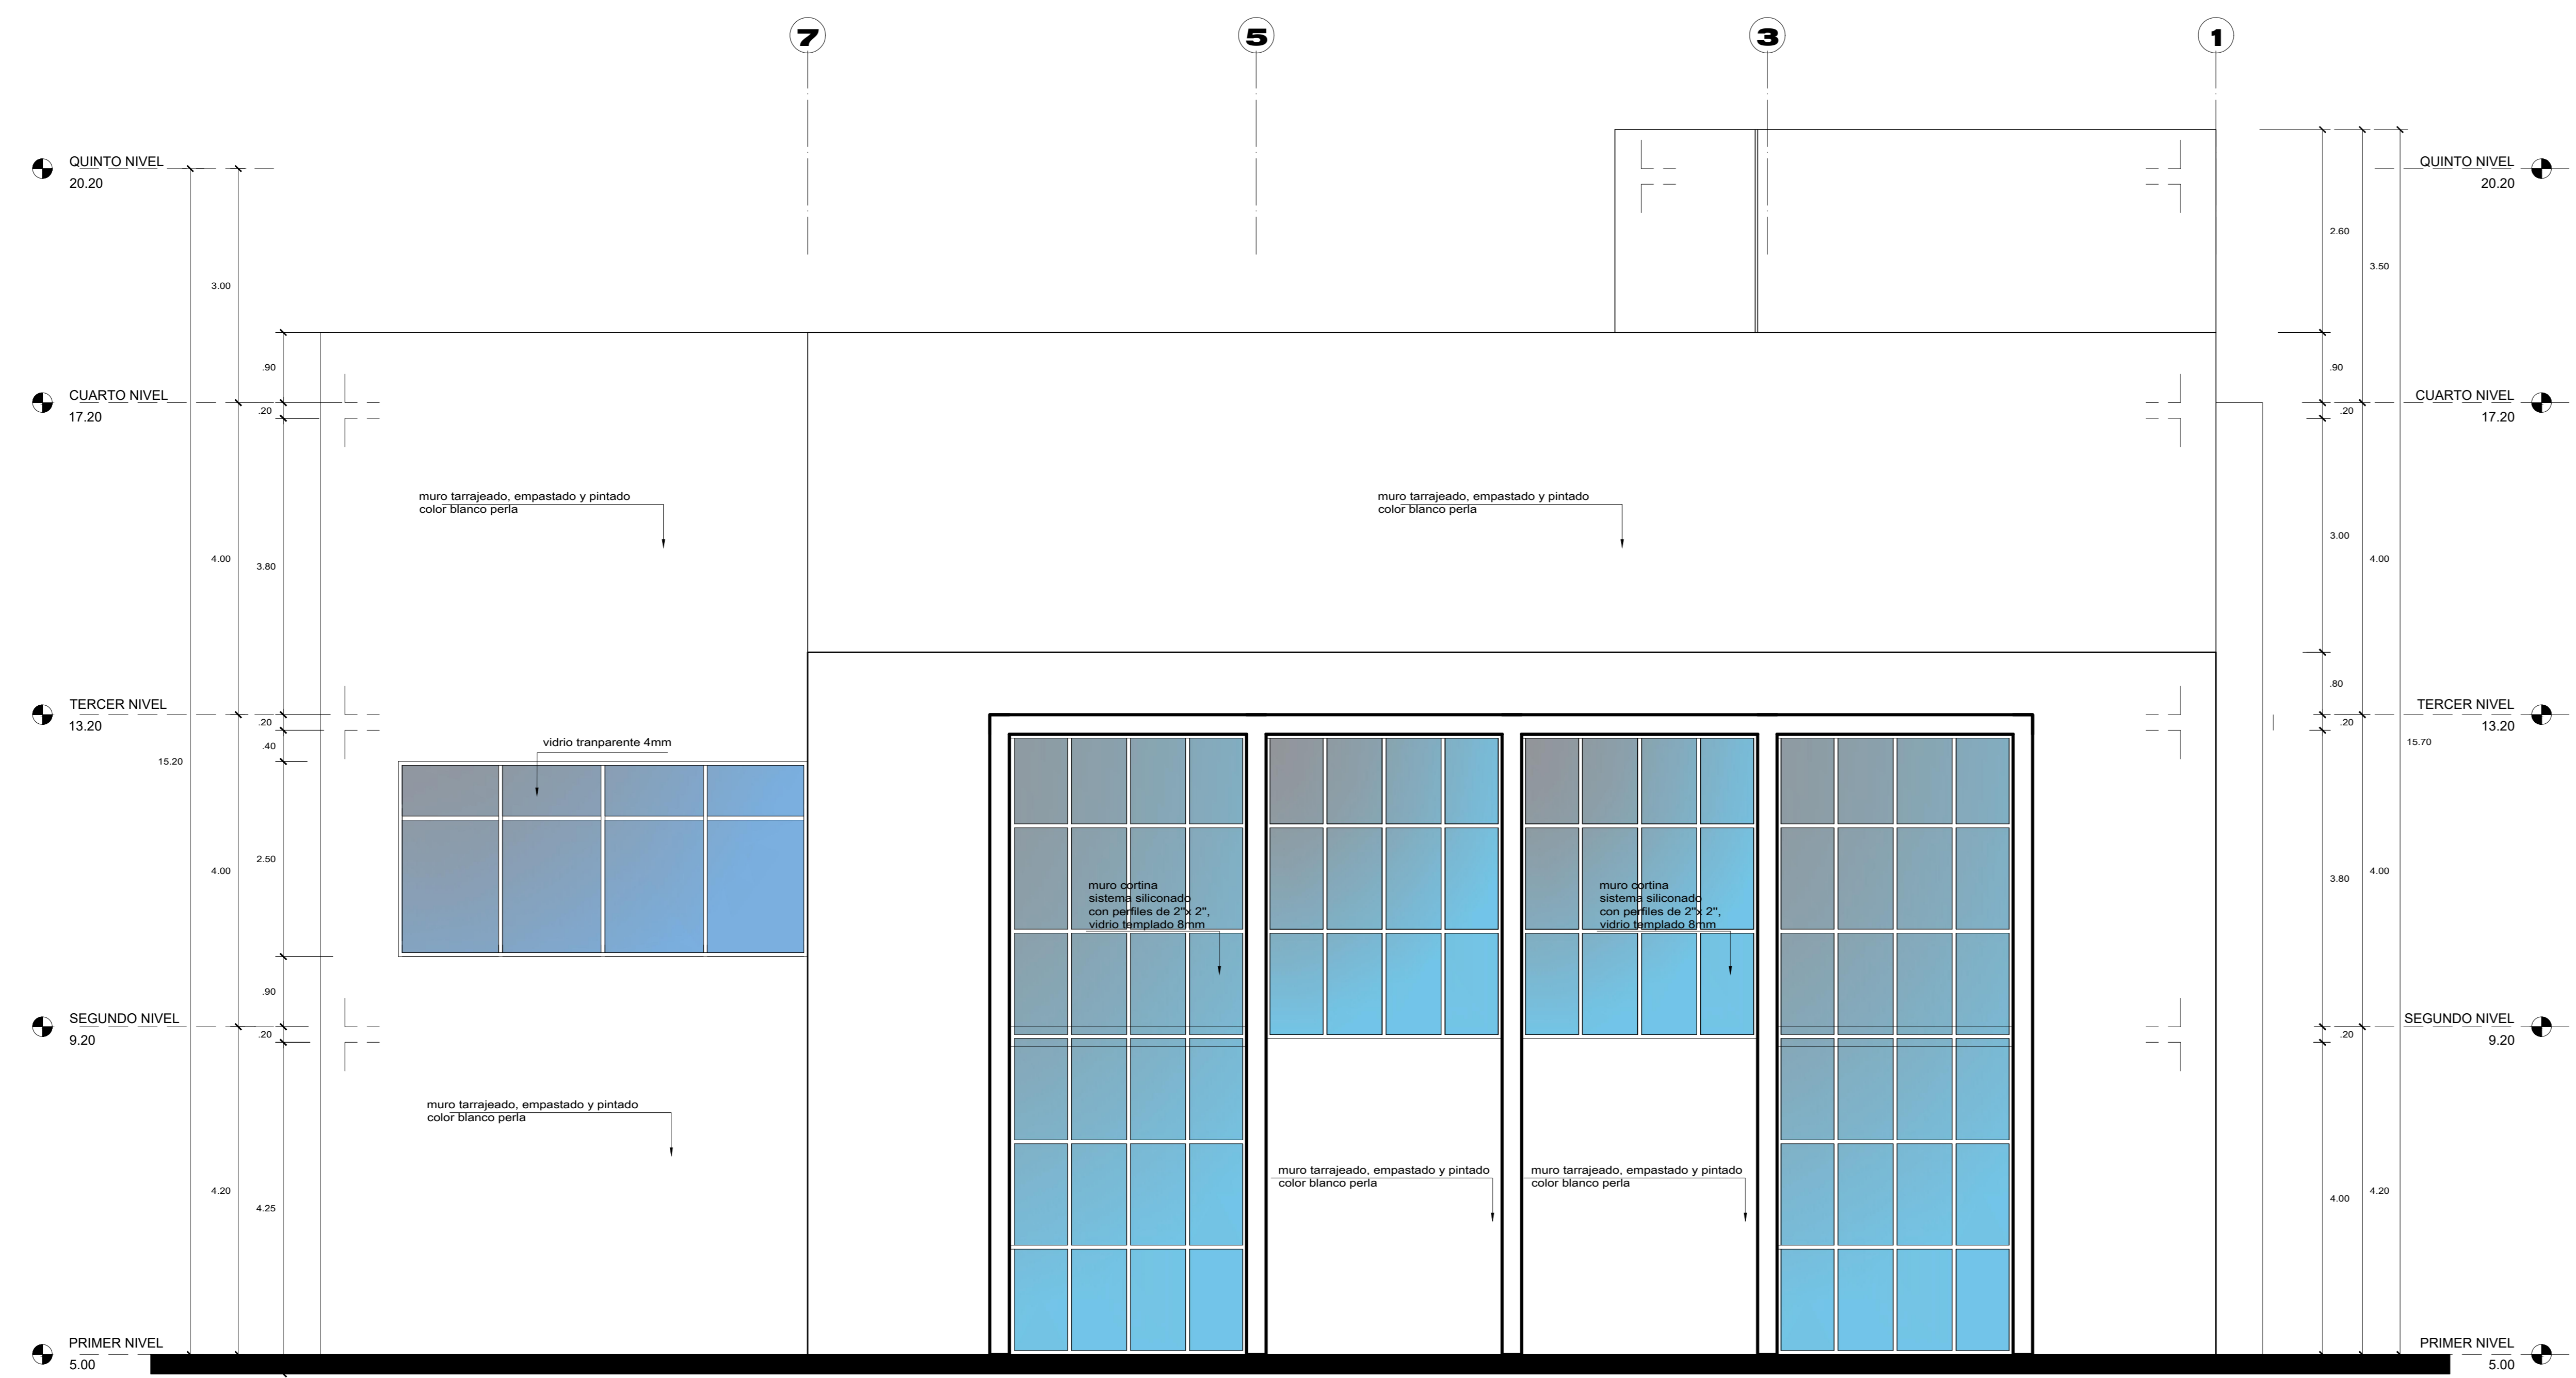 7 5 3 1
QUINTO NIVEL
20.20
QUINTO NIVEL
20.20
2.60
3.50
3.00
.90
.90
CUARTO NIVEL
17.20
.20
CUARTO NIVEL
17.20
.20
muro tarrajeado, empastado y pintado
color blanco perla
muro tarrajeado, empastado y pintado
color blanco perla
4.00
3.80
3.00
4.00
.80
TERCER NIVEL
13.20
.20
TERCER NIVEL
13.20
.20
.40
15.20
15.70
vidrio tranparente 4mm
2.50
4.00
3.80
4.00
muro cortina
sistema siliconado
con perfiles de 2"x 2",
vidrio templado 8mm
muro cortina
sistema siliconado
con perfiles de 2"x 2",
vidrio templado 8mm
.90
SEGUNDO NIVEL
9.20
.20
SEGUNDO NIVEL
9.20
.20
muro tarrajeado, empastado y pintado
color blanco perla
muro tarrajeado, empastado y pintado
color blanco perla
muro tarrajeado, empastado y pintado
color blanco perla
4.20
4.25
4.00
4.20
PRIMER NIVEL
5.00
PRIMER NIVEL
5.00